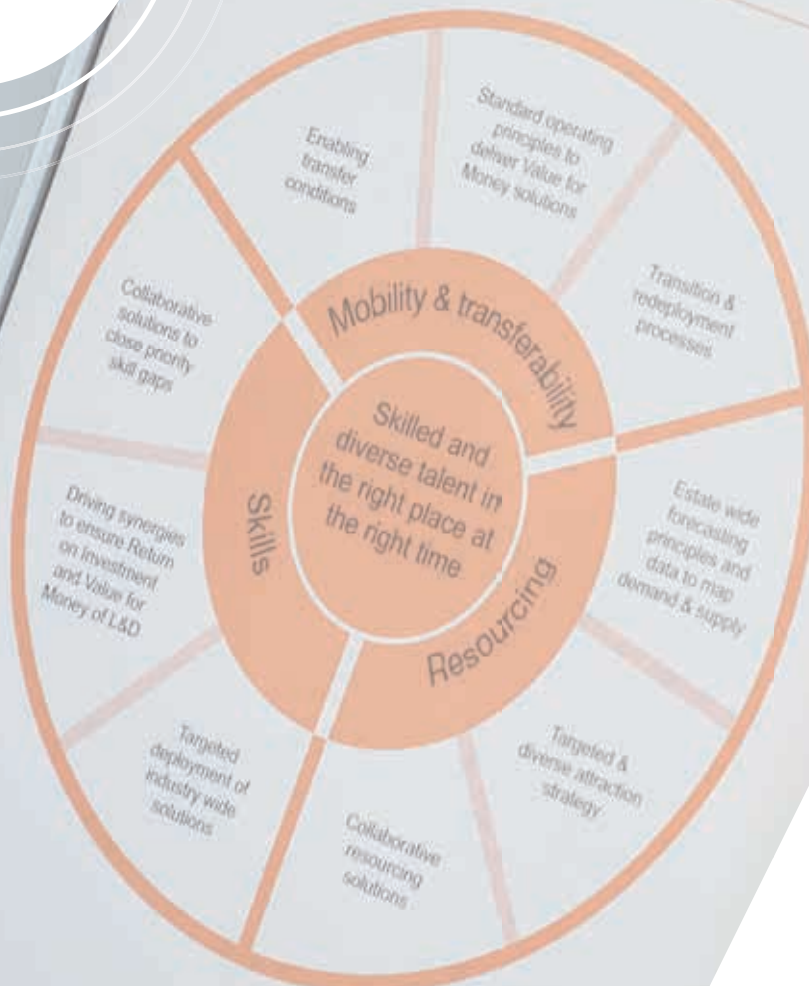 Skilled and
diverse talent in
the right place at
the right time
Mobility & transferability
Enabling
transfer
conditions
Standard operating
principles to
deliver Value for
Money solutions
Transition &
redeployment
processes
Resourcing
Estate wide
forecasting
principles and
data to map
demand & supply
Targeted &
diverse attraction
strategy
Collaborative
resourcing
solutions
Skills
Targeted
deployment of
industry wide
solutions
Driving synergies
to ensure Return
on Investment
and Value for
Money of L&D
Collaborative
solutions to
close priority
skill gaps